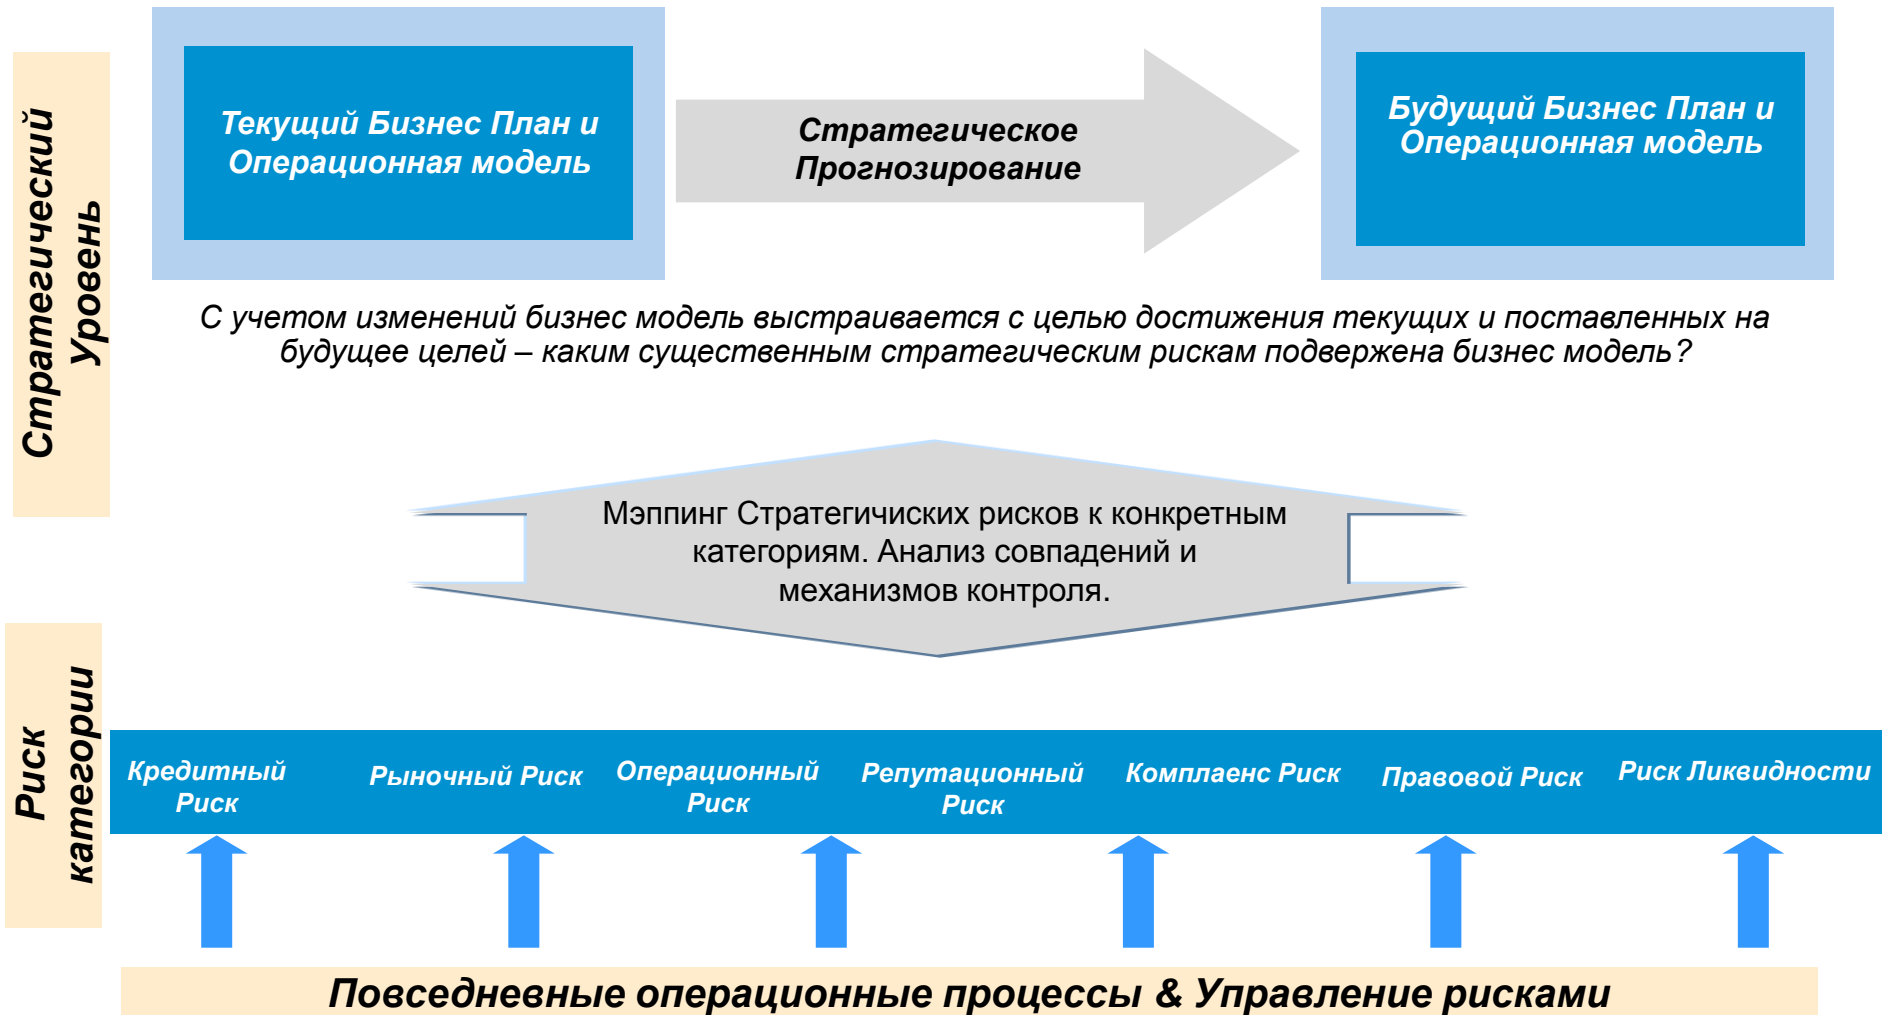 Стратегический
Уровень
Текущий Бизнес План и
Операционная модель
Стратегическое
Прогнозирование
Будущий Бизнес План и
Операционная модель
С учетом изменений бизнес модель выстраивается с целью достижения текущих и поставленных на
будущее целей – каким существенным стратегическим рискам подвержена бизнес модель?
Мэппинг Стратегичиских рисков к конкретным
категориям. Анализ совпадений и
механизмов контроля.
Риск
категории
Кредитный
Риск
Рыночный Риск
Операционный
Риск
Репутационный
Риск
Комплаенс Риск
Правовой Риск
Риск Ликвидности
Повседневные операционные процессы & Управление рисками